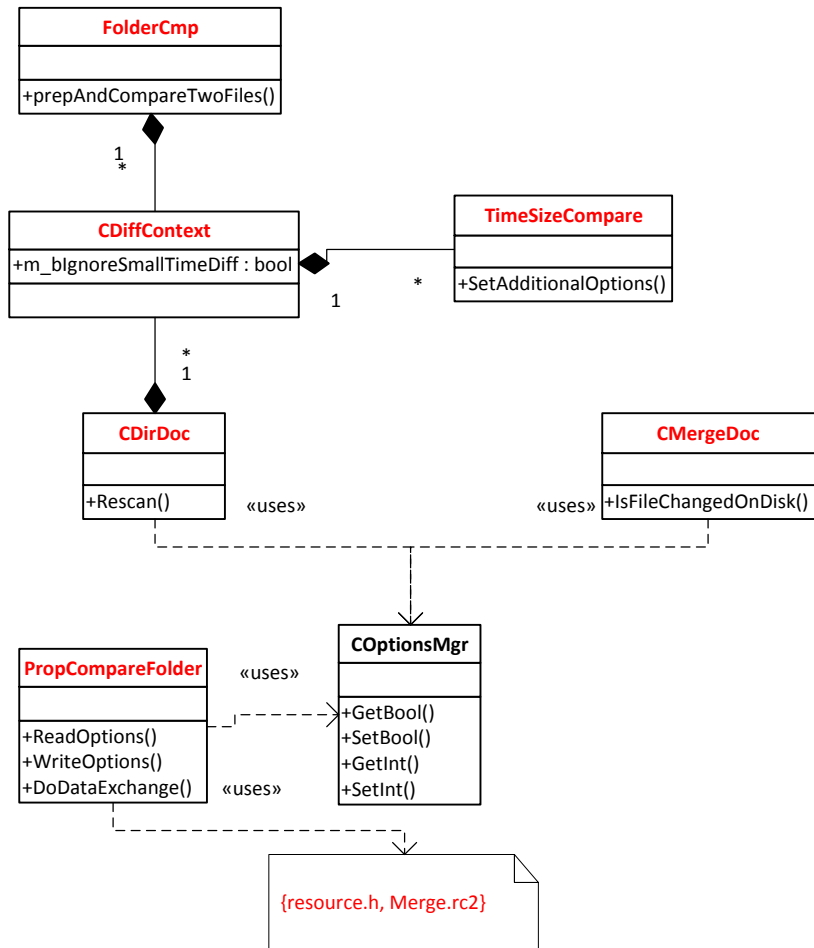 FolderCmp
+prepAndCompareTwoFiles()
1
*
CDiffContext
+m_bIgnoreSmallTimeDiff : bool
TimeSizeCompare
+SetAdditionalOptions()
1
*
*
1
CDirDoc
+Rescan()
«uses»
CMergeDoc
+IsFileChangedOnDisk()
«uses»
COptionsMgr
+GetBool()
+SetBool()
+GetInt()
+SetInt()
PropCompareFolder
+ReadOptions()
+WriteOptions()
+DoDataExchange()
«uses»
«uses»
{resource.h, Merge.rc2}